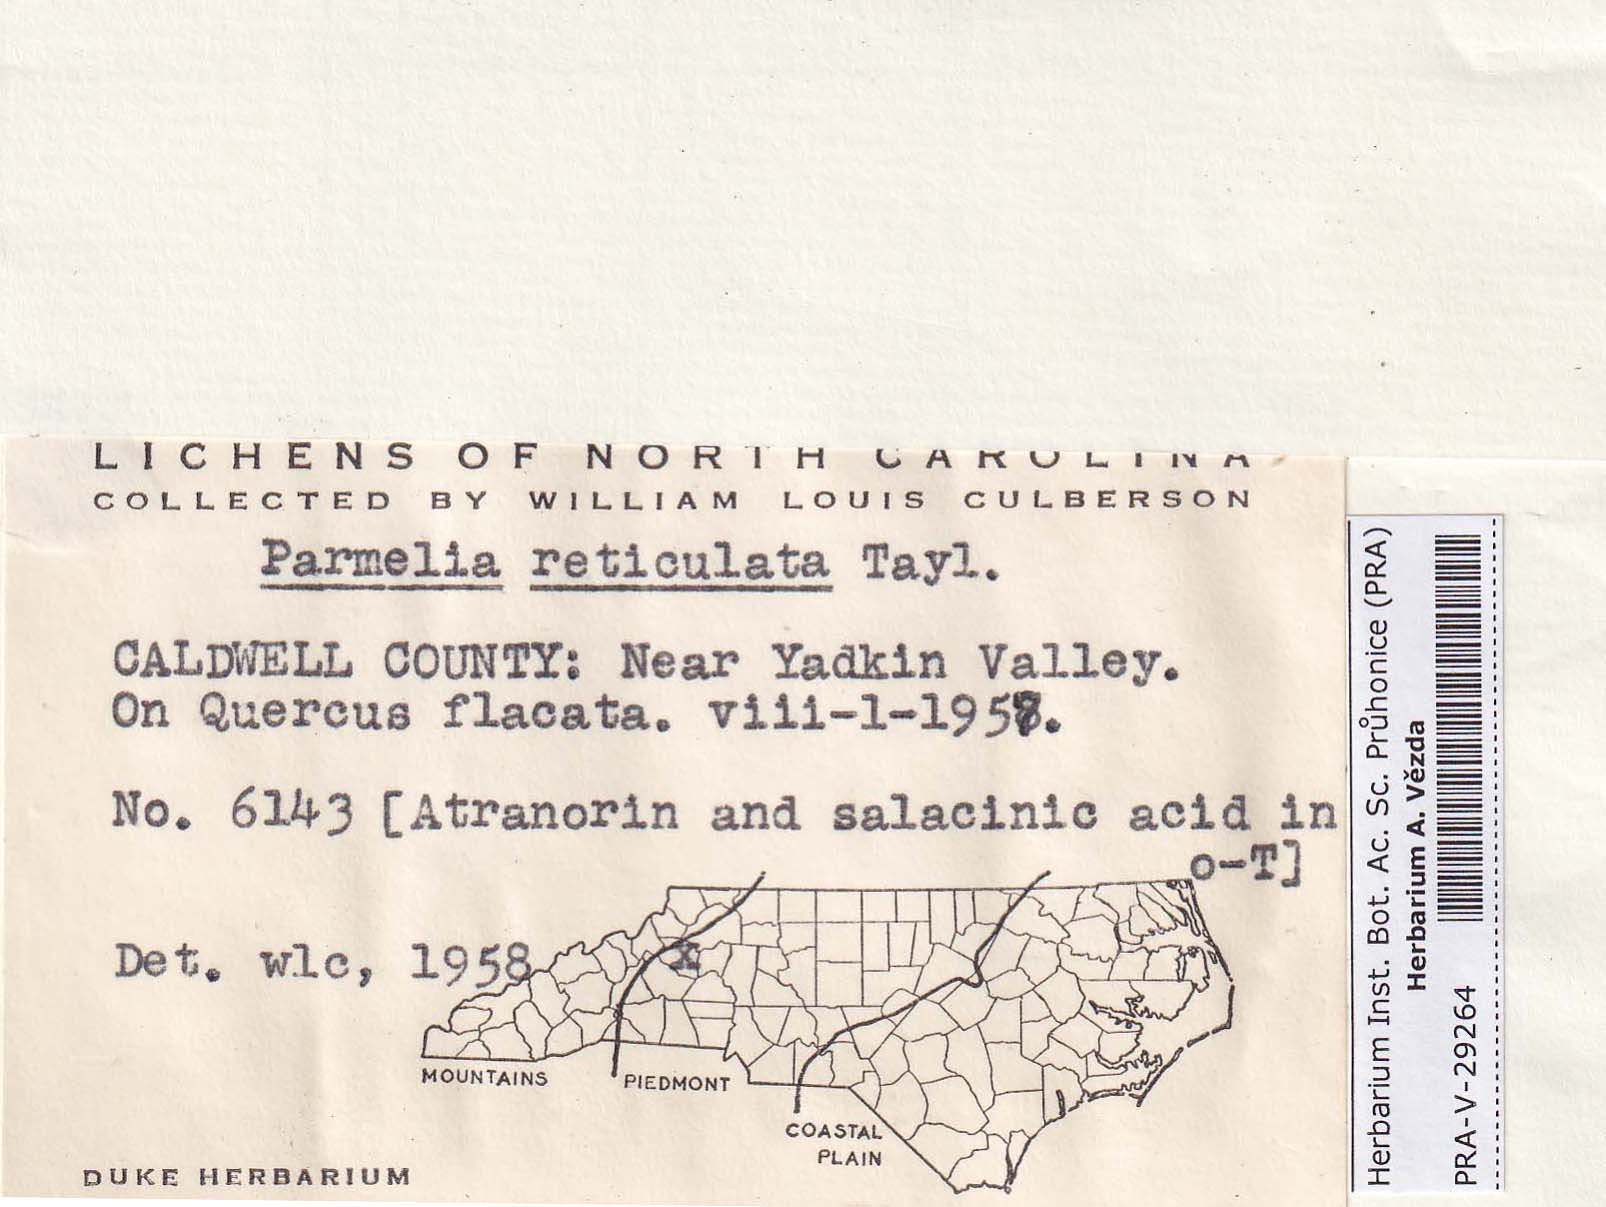 LICHENS OF NORTH CAROLINA
COLLECTED BY WILLIAM LOUIS CULBERSON
Parmelia reticulata Tayl.
CALDWELL COUNTY: Near Yadkin Valley.
On Quercus flacata. viii-1-1957.
No. 6143 [Atranorin and salacinic acid in
o-T]
Det. wlc, 1958
x
MOUNTAINS
PIEDMONT
COASTAL
PLAIN
DUKE HERBARIUM
Herbarium Inst. Bot. Ac. Sc. Průhonice (PRA)
Herbarium A. Vězda
PRA-V-29264